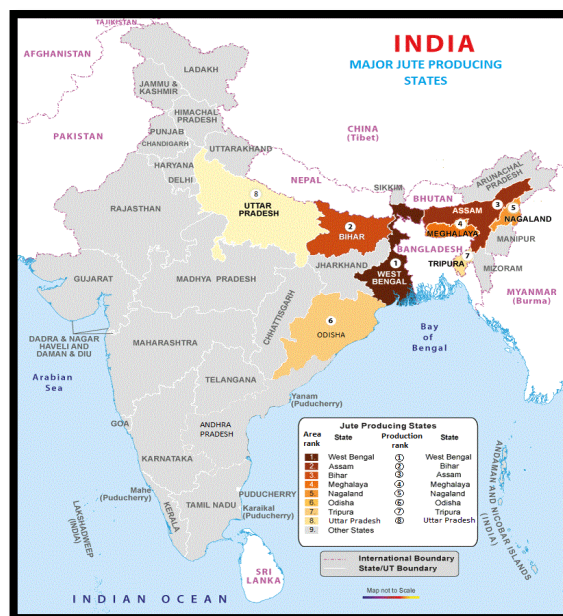 INDIA
MAJOR JUTE PRODUCING
STATES
TAJIKISTAN
AFGHANISTAN
LADAKH
JAMMU &
KASHMIR
HIMACHAL
PRADESH
PAKISTAN
PUNJAB
CHANDIGARH
UTTARAKHAND
CHINA
(Tibet)
HARYANA
DELHI
NEPAL
SIKKIM
BHUTAN
ARUNACHAL
PRADESH
RAJASTHAN
8
UTTAR
PRADESH
2
BIHAR
ASSAM
3
5
NAGALAND
4
MEGHALAYA
MANIPUR
BANGLADESH
7
TRIPURA
MIZORAM
MYANMAR
(Burma)
JHARKHAND
1
WEST
BENGAL
GUJARAT
MADHYA PRADESH
CHHATTISGARH
6
ODISHA
DADRA & NAGAR
HAVELI AND
DAMAN & DIU
MAHARASHTRA
Arabian
Sea
Bay
of
Bengal
TELANGANA
Yanam
(Puducherry)
GOA
ANDHRA
PRADESH
KARNATAKA
Mahe
(Puducherry)
PUDUCHERRY
Karaikal
(Puducherry)
TAMIL NADU
KERALA
LAKSHADWEEP
(INDIA)
ANDAMAN AND NICOBAR ISLANDS
(INDIA)
SRI
LANKA
INDIAN OCEAN
Jute Producing States
Area rank State Production rank State
1 West Bengal 1 West Bengal
2 Assam 2 Bihar
3 Bihar 3 Assam
4 Meghalaya 4 Meghalaya
5 Nagaland 5 Nagaland
6 Odisha 6 Odisha
7 Tripura 7 Tripura
8. Uttar Pradesh 8 Uttar Pradesh
9. Other States
International Boundary
State/UT Boundary
Map not to Scale